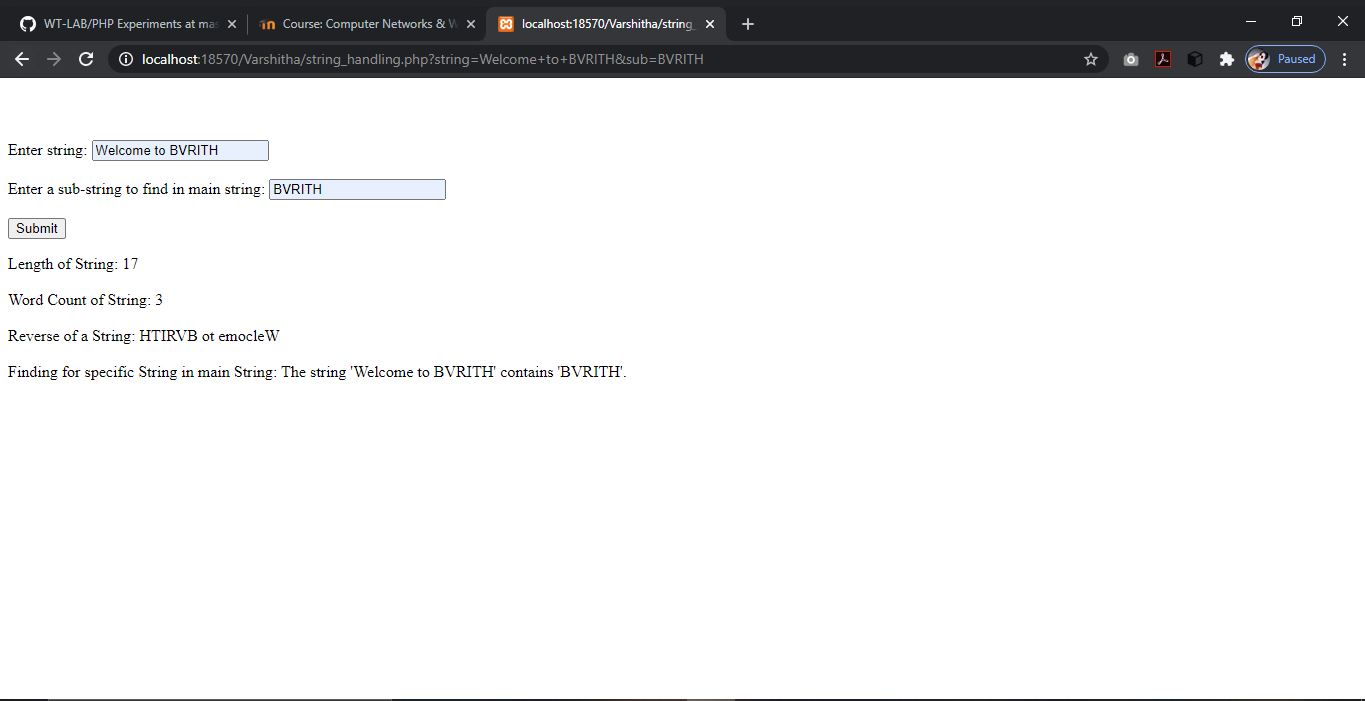 WT-LAB/PHP Experiments at mas
Course: Computer Networks & W
localhost:18570/Varshitha/string_
localhost:18570/Varshitha/string_handling.php?string=Welcome+to+BVRITH&sub=BVRITH
Paused
Enter string: Welcome to BVRITH
Enter a sub-string to find in main string: BVRITH
Submit
Length of String: 17
Word Count of String: 3
Reverse of a String: HTIRVB ot emocleW
Finding for specific String in main String: The string 'Welcome to BVRITH' contains 'BVRITH'.